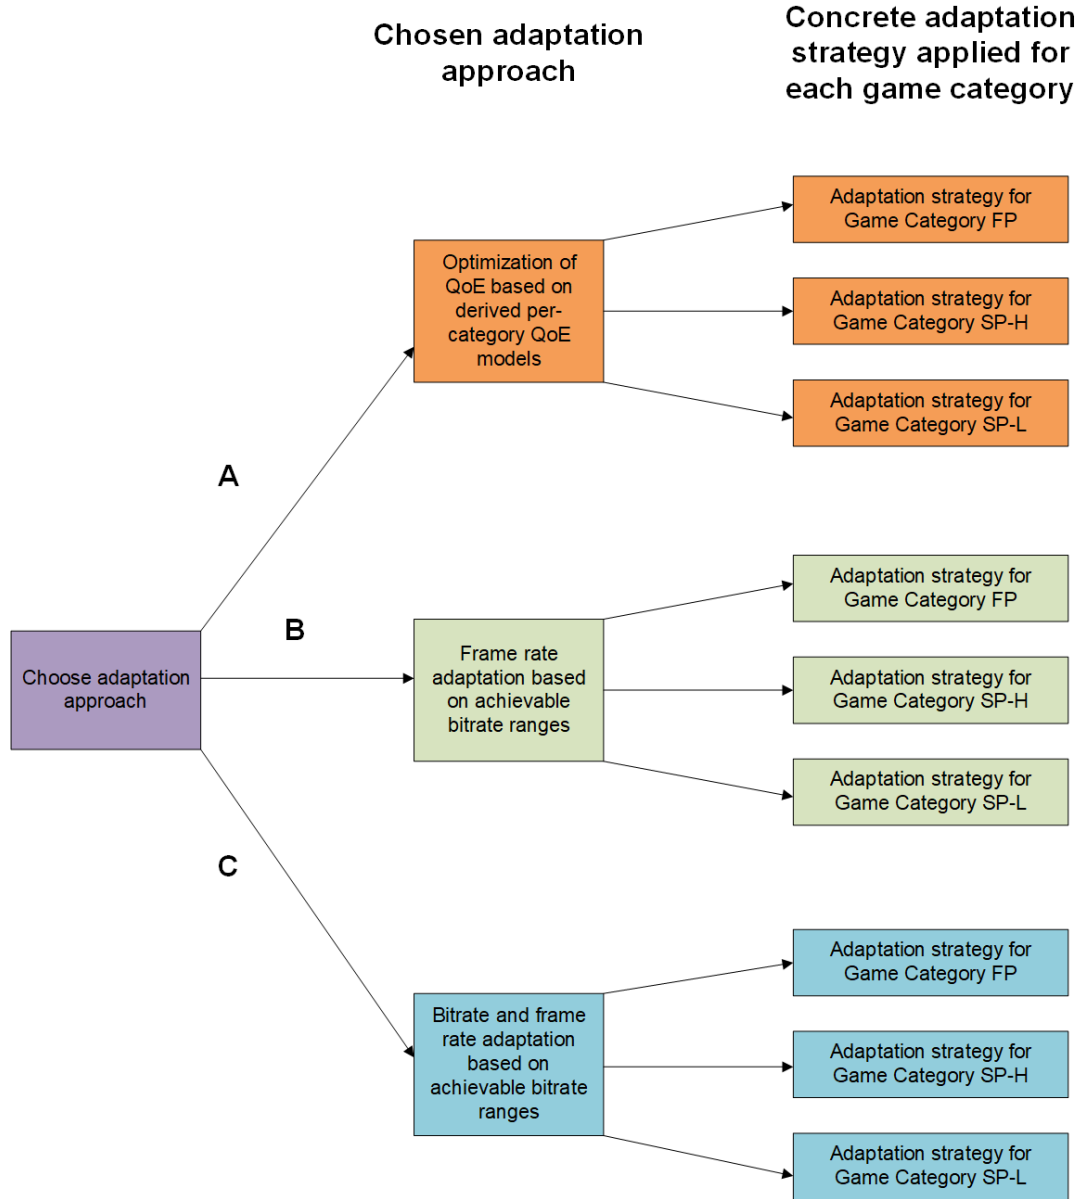 Chosen adaptation
approach
Concrete adaptation
strategy applied for
each game category
Adaptation strategy for
Game Category FP
Optimization of
QoE based on
derived per-
category QoE
models
Adaptation strategy for
Game Category SP-H
Adaptation strategy for
Game Category SP-L
A
Adaptation strategy for
Game Category FP
B
Choose adaptation
approach
Frame rate
adaptation based
on achievable
bitrate ranges
Adaptation strategy for
Game Category SP-H
Adaptation strategy for
Game Category SP-L
C
Adaptation strategy for
Game Category FP
Bitrate and frame
rate adaptation
based on
achievable bitrate
ranges
Adaptation strategy for
Game Category SP-H
Adaptation strategy for
Game Category SP-L